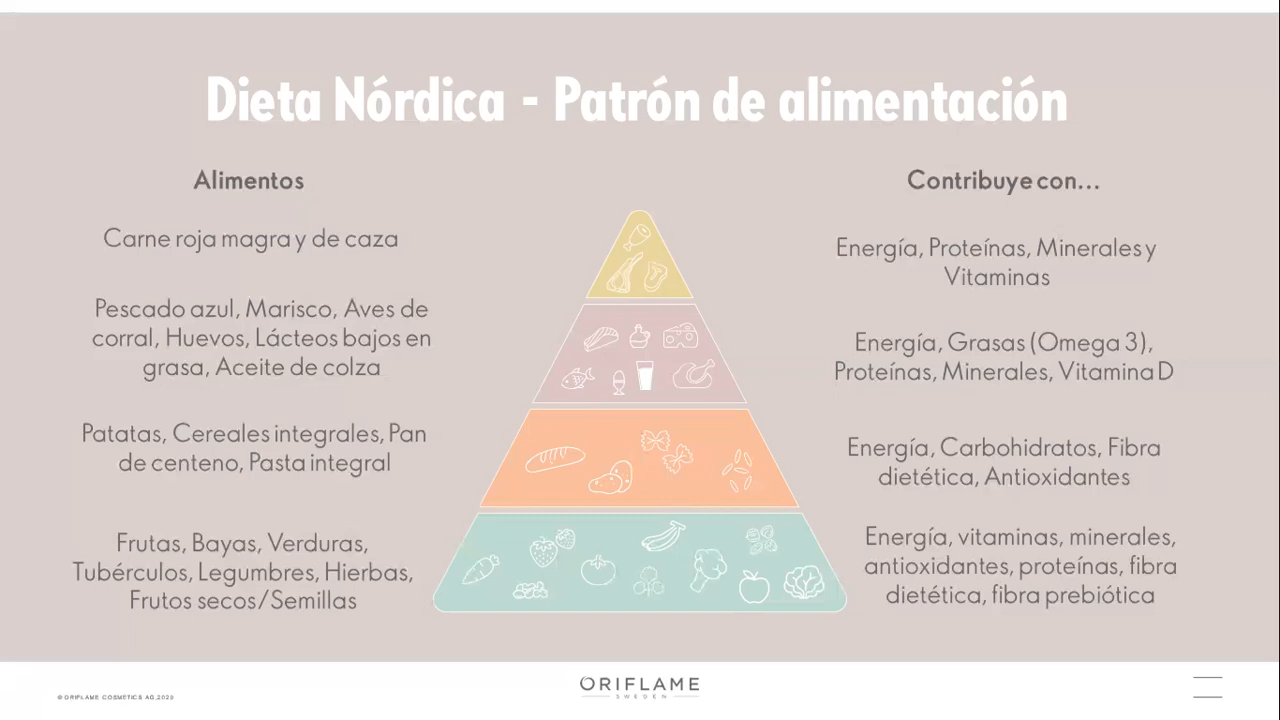 Dieta Nórdica - Patrón de alimentación
Alimentos
Contribuye con...
Carne roja magra y de caza
Energía, Proteínas, Minerales y
Vitaminas
Pescado azul, Marisco, Aves de
corral, Huevos, Lácteos bajos en
grasa, Aceite de colza
Energía, Grasas (Omega 3),
Proteínas, Minerales, Vitamina D
Patatas, Cereales integrales, Pan
de centeno, Pasta integral
Energía, Carbohidratos, Fibra
dietética, Antioxidantes
Frutas, Bayas, Verduras,
Tubérculos, Legumbres, Hierbas,
Frutos secos/Semillas
Energía, vitaminas, minerales,
antioxidantes, proteínas, fibra
dietética, fibra prebiótica
© ORIFLAME COSMETICS AG,2020
ORIFLAME
SWEDEN